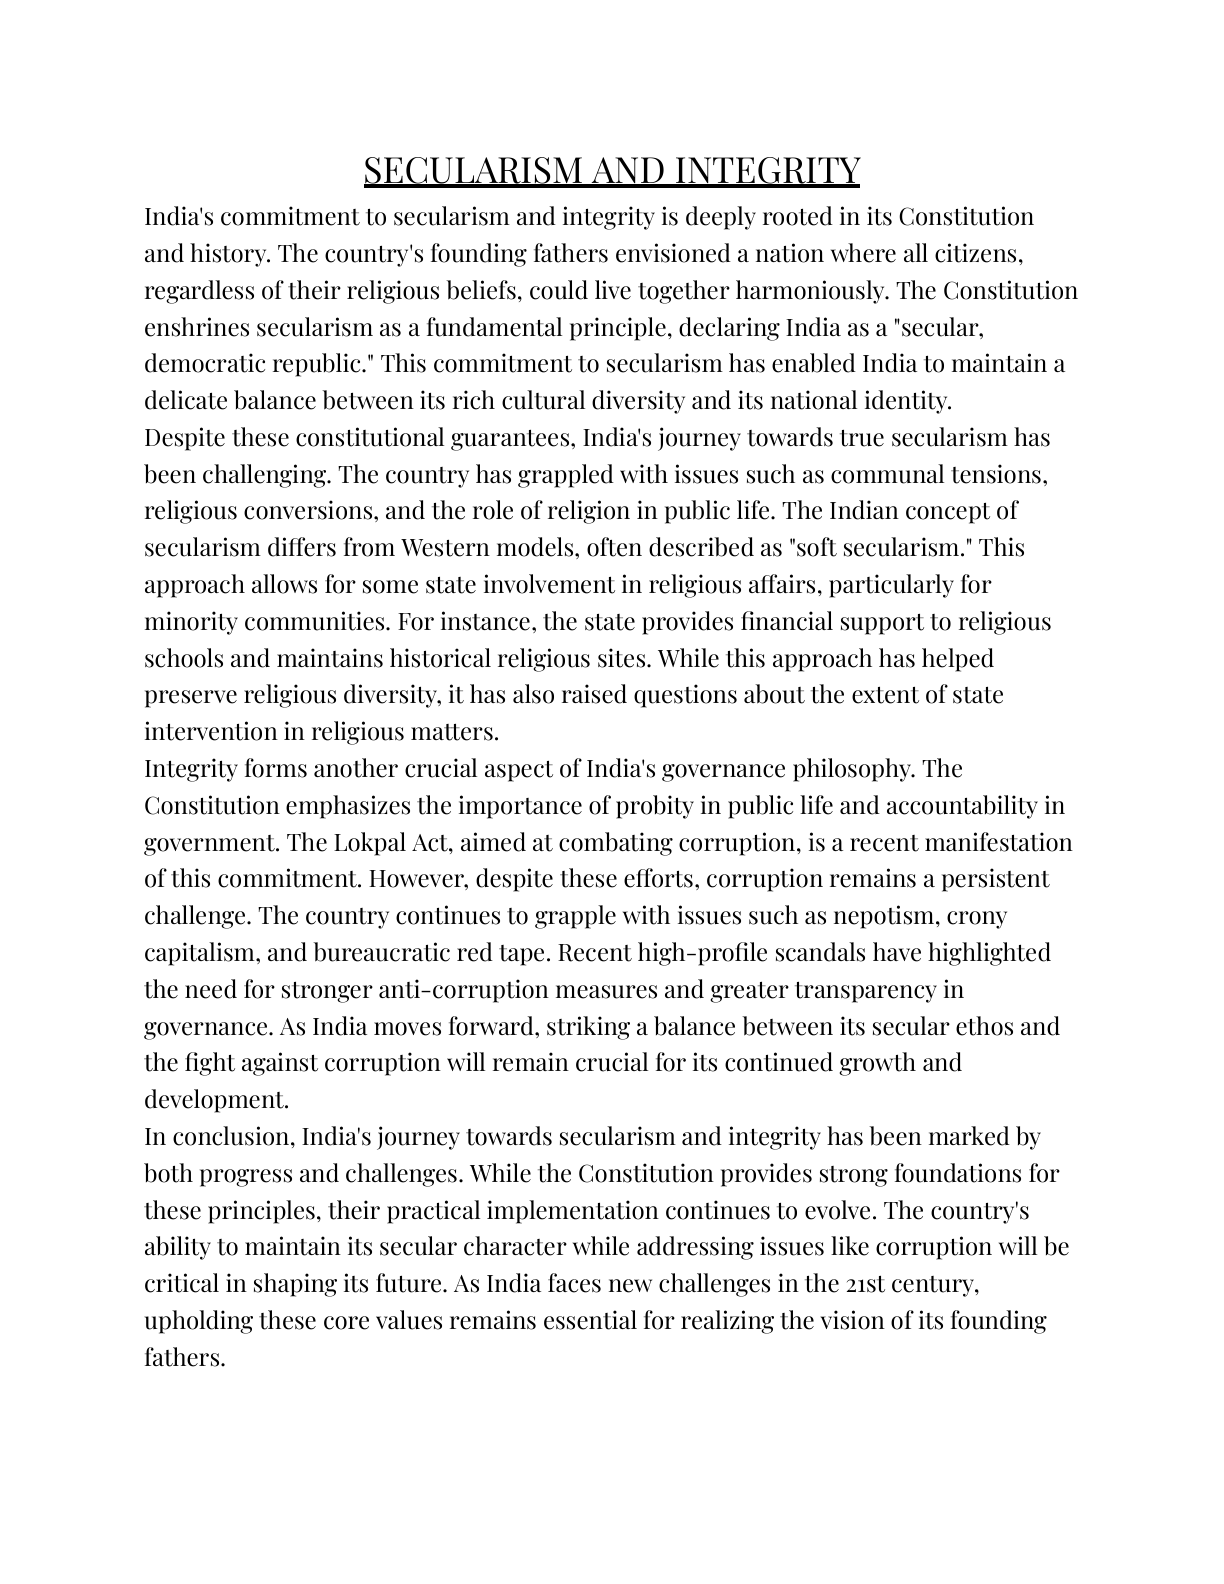 SECULARISM AND INTEGRITY
India's commitment to secularism and integrity is deeply rooted in its Constitution
and history. The country's founding fathers envisioned a nation where all citizens,
regardless of their religious beliefs, could live together harmoniously. The Constitution
enshrines secularism as a fundamental principle, declaring India as a "secular,
democratic republic." This commitment to secularism has enabled India to maintain a
delicate balance between its rich cultural diversity and its national identity.
Despite these constitutional guarantees, India's journey towards true secularism has
been challenging. The country has grappled with issues such as communal tensions,
religious conversions, and the role of religion in public life. The Indian concept of
secularism differs from Western models, often described as "soft secularism." This
approach allows for some state involvement in religious affairs, particularly for
minority communities. For instance, the state provides financial support to religious
schools and maintains historical religious sites. While this approach has helped
preserve religious diversity, it has also raised questions about the extent of state
intervention in religious matters.
Integrity forms another crucial aspect of India's governance philosophy. The
Constitution emphasizes the importance of probity in public life and accountability in
government. The Lokpal Act, aimed at combating corruption, is a recent manifestation
of this commitment. However, despite these efforts, corruption remains a persistent
challenge. The country continues to grapple with issues such as nepotism, crony
capitalism, and bureaucratic red tape. Recent high-profile scandals have highlighted
the need for stronger anti-corruption measures and greater transparency in
governance. As India moves forward, striking a balance between its secular ethos and
the fight against corruption will remain crucial for its continued growth and
development.
In conclusion, India's journey towards secularism and integrity has been marked by
both progress and challenges. While the Constitution provides strong foundations for
these principles, their practical implementation continues to evolve. The country's
ability to maintain its secular character while addressing issues like corruption will be
critical in shaping its future. As India faces new challenges in the 21st century,
upholding these core values remains essential for realizing the vision of its founding
fathers.